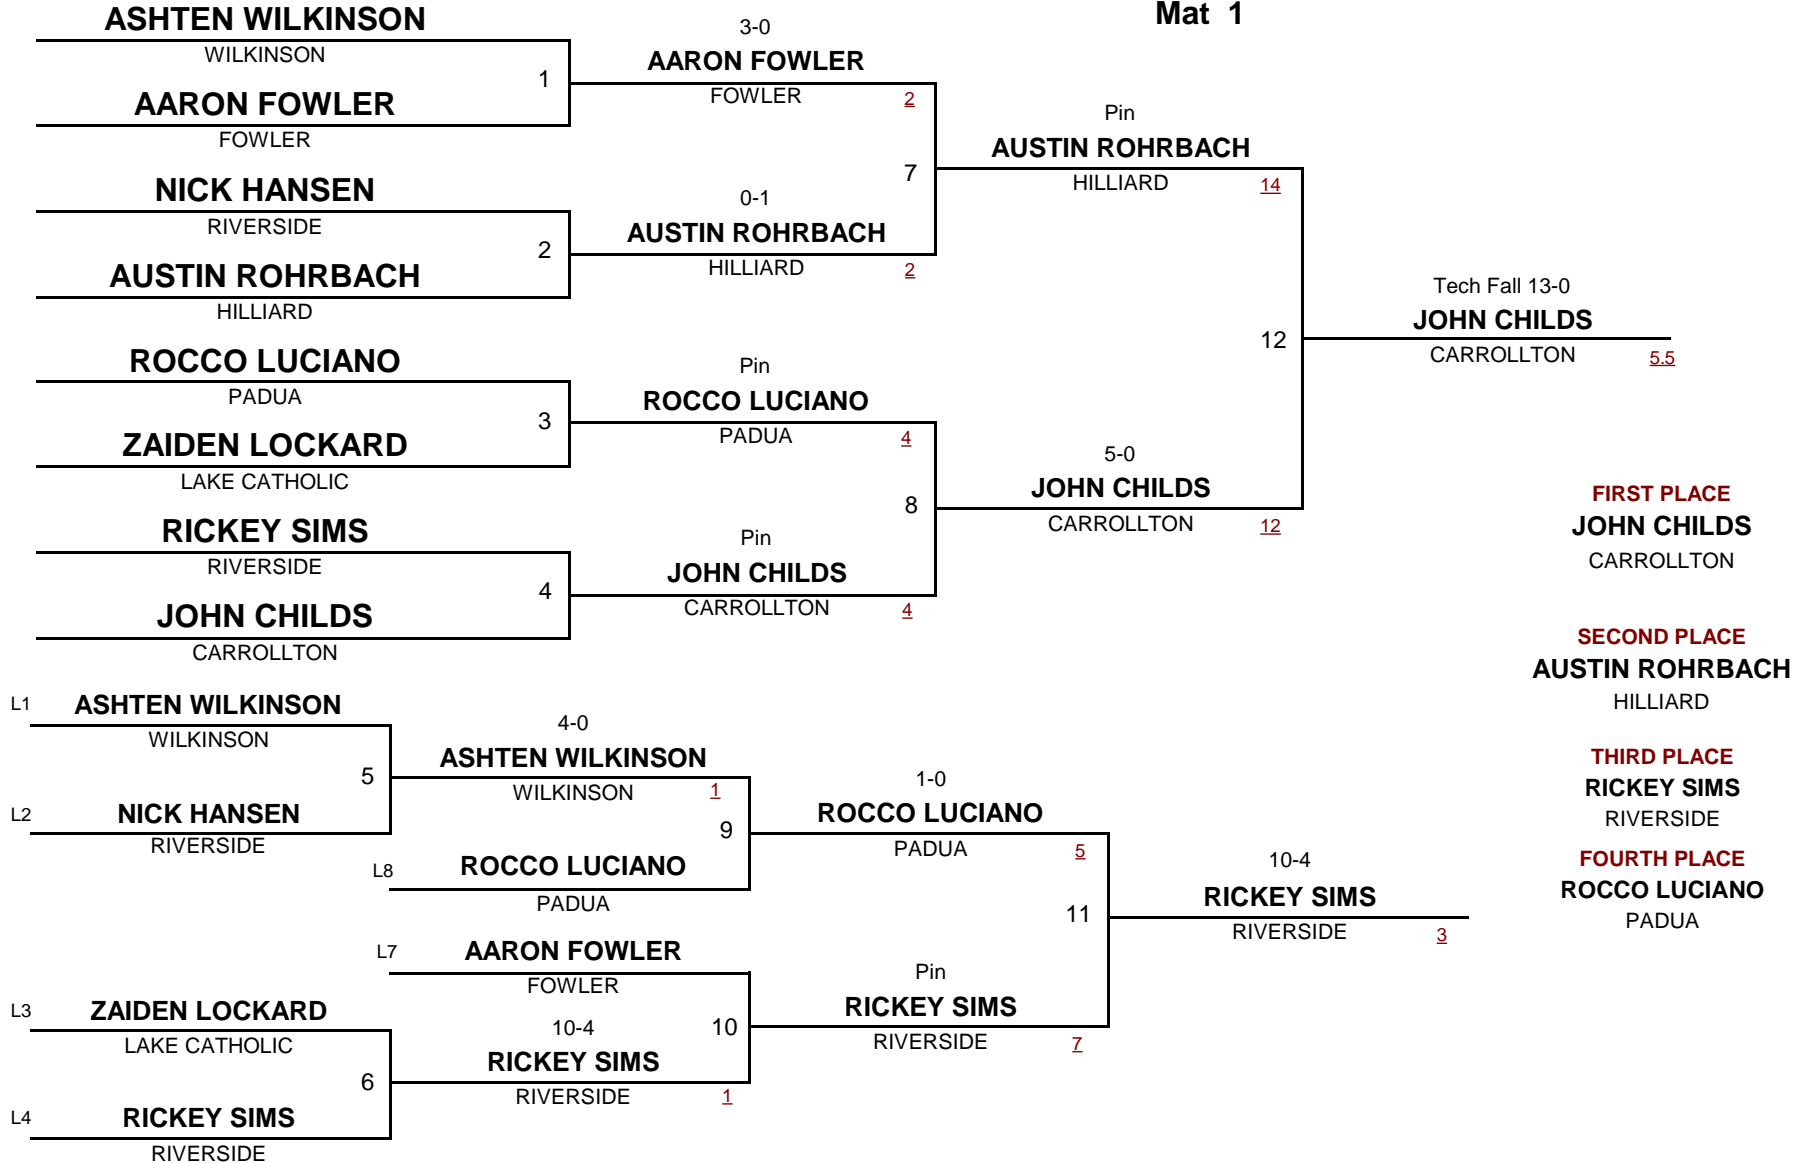 Mat 1
ASHTEN WILKINSON
WILKINSON
1
AARON FOWLER
FOWLER
3-0
AARON FOWLER
FOWLER 2
NICK HANSEN
RIVERSIDE
2
AUSTIN ROHRBACH
HILLIARD
0-1
AUSTIN ROHRBACH
HILLIARD 2
7
Pin
AUSTIN ROHRBACH
HILLIARD 14
ROCCO LUCIANO
PADUA
3
ZAIDEN LOCKARD
LAKE CATHOLIC
Pin
ROCCO LUCIANO
PADUA 4
RICKEY SIMS
RIVERSIDE
4
JOHN CHILDS
CARROLLTON
Pin
JOHN CHILDS
CARROLLTON 4
8
5-0
JOHN CHILDS
CARROLLTON 12
12
Tech Fall 13-0
JOHN CHILDS
CARROLLTON 5.5
FIRST PLACE
JOHN CHILDS
CARROLLTON
SECOND PLACE
AUSTIN ROHRBACH
HILLIARD
THIRD PLACE
RICKEY SIMS
RIVERSIDE
FOURTH PLACE
ROCCO LUCIANO
PADUA
L1 ASHTEN WILKINSON
WILKINSON
5
L2 NICK HANSEN
RIVERSIDE
4-0
ASHTEN WILKINSON
WILKINSON 1
9
L8 ROCCO LUCIANO
PADUA
1-0
ROCCO LUCIANO
PADUA 5
L7 AARON FOWLER
FOWLER
L3 ZAIDEN LOCKARD
LAKE CATHOLIC
6
L4 RICKEY SIMS
RIVERSIDE
10-4
RICKEY SIMS
RIVERSIDE 1
10
Pin
RICKEY SIMS
RIVERSIDE 7
11
10-4
RICKEY SIMS
RIVERSIDE 3